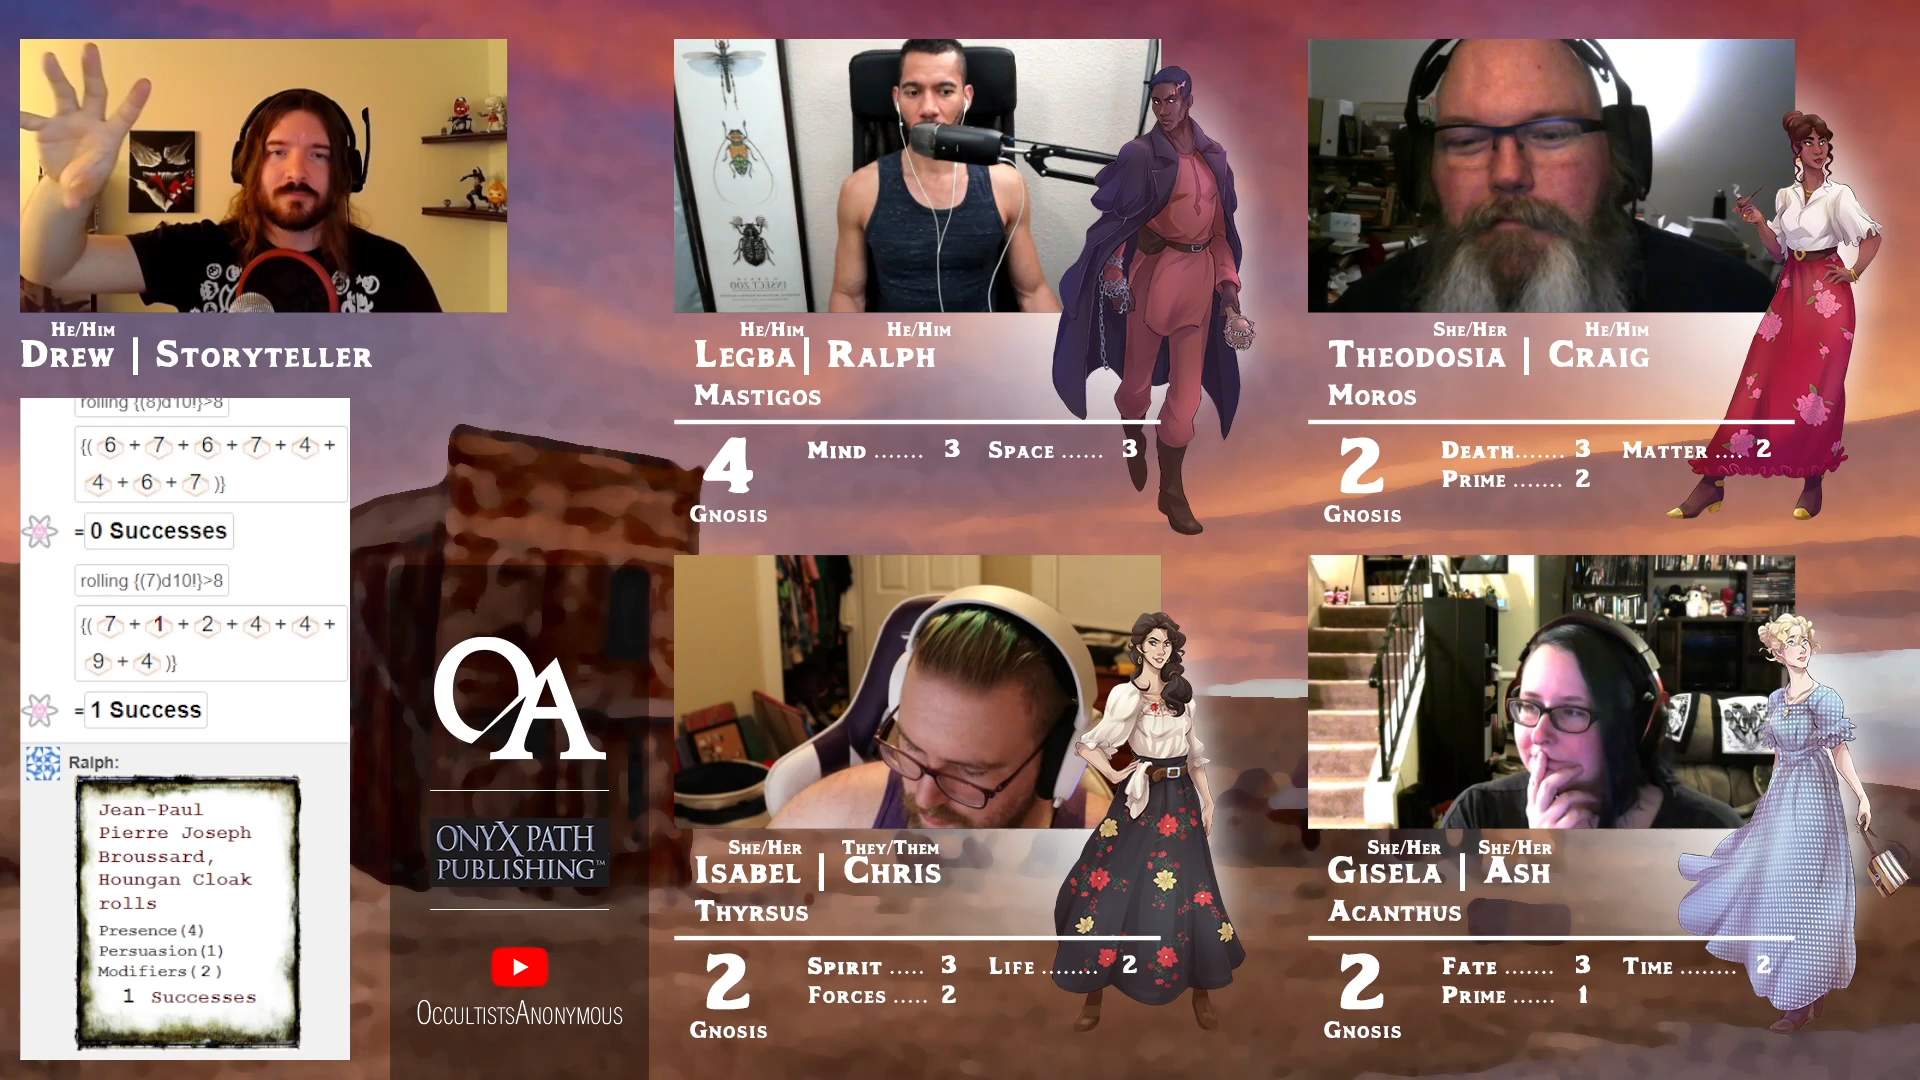 He/Him
Drew | Storyteller
rolling {(8)d10!}>8
{( 6 + 7 + 6 + 7 + 4 +
4 + 6 + 7 )}
= 0 Successes
rolling {(7)d10!}>8
{( 7 + 1 + 2 + 4 + 4 +
9 + 4 )}
= 1 Success
Ralph:
Jean-Paul
Pierre Joseph
Broussard,
Houngan Cloak
rolls
Presence(4)
Persuasion(1)
Modifiers(2)
1 Successes
OA
ONYX PATH
PUBLISHING™
OccultistsAnonymous
INSECT ZOO
He/Him He/Him
Legba | Ralph
Mastigos
4
Gnosis
Mind ....... 3 Space ...... 3
She/Her He/Him
Theodosia | Craig
Moros
2
Gnosis
Death....... 3 Matter .... 2
Prime ....... 2
She/Her They/Them
Isabel | Chris
Thyrsus
2
Gnosis
Spirit ..... 3 Life ........ 2
Forces ..... 2
She/Her She/Her
Gisela | Ash
Acanthus
2
Gnosis
Fate ....... 3 Time ........ 2
Prime ...... 1